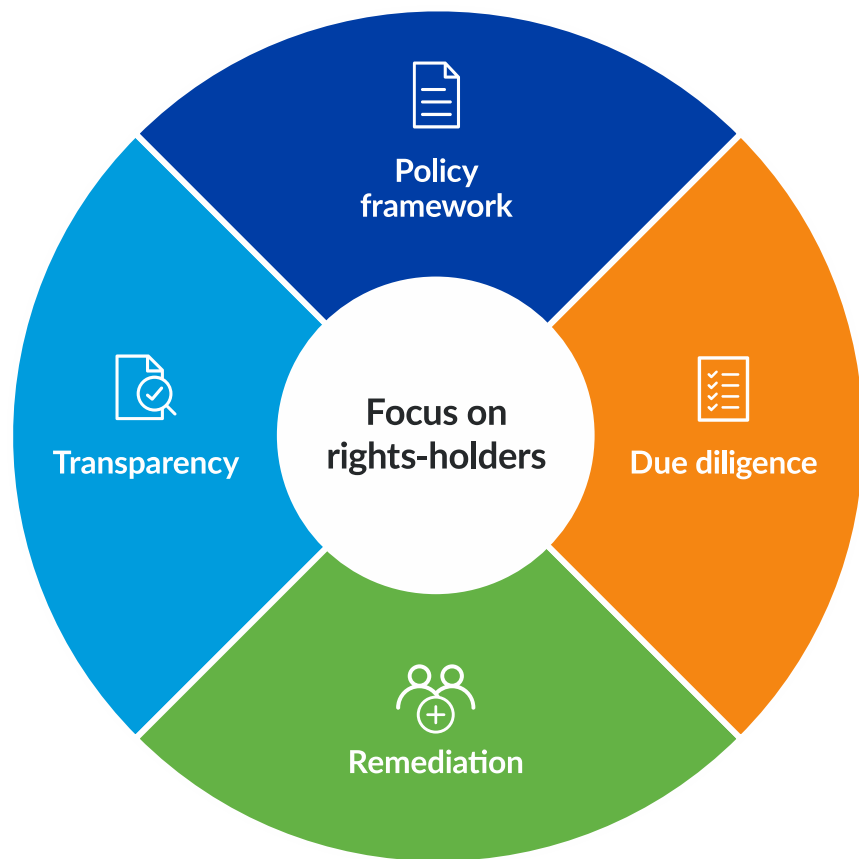 Policy
framework
Transparency
Focus on
rights-holders
Due diligence
Remediation